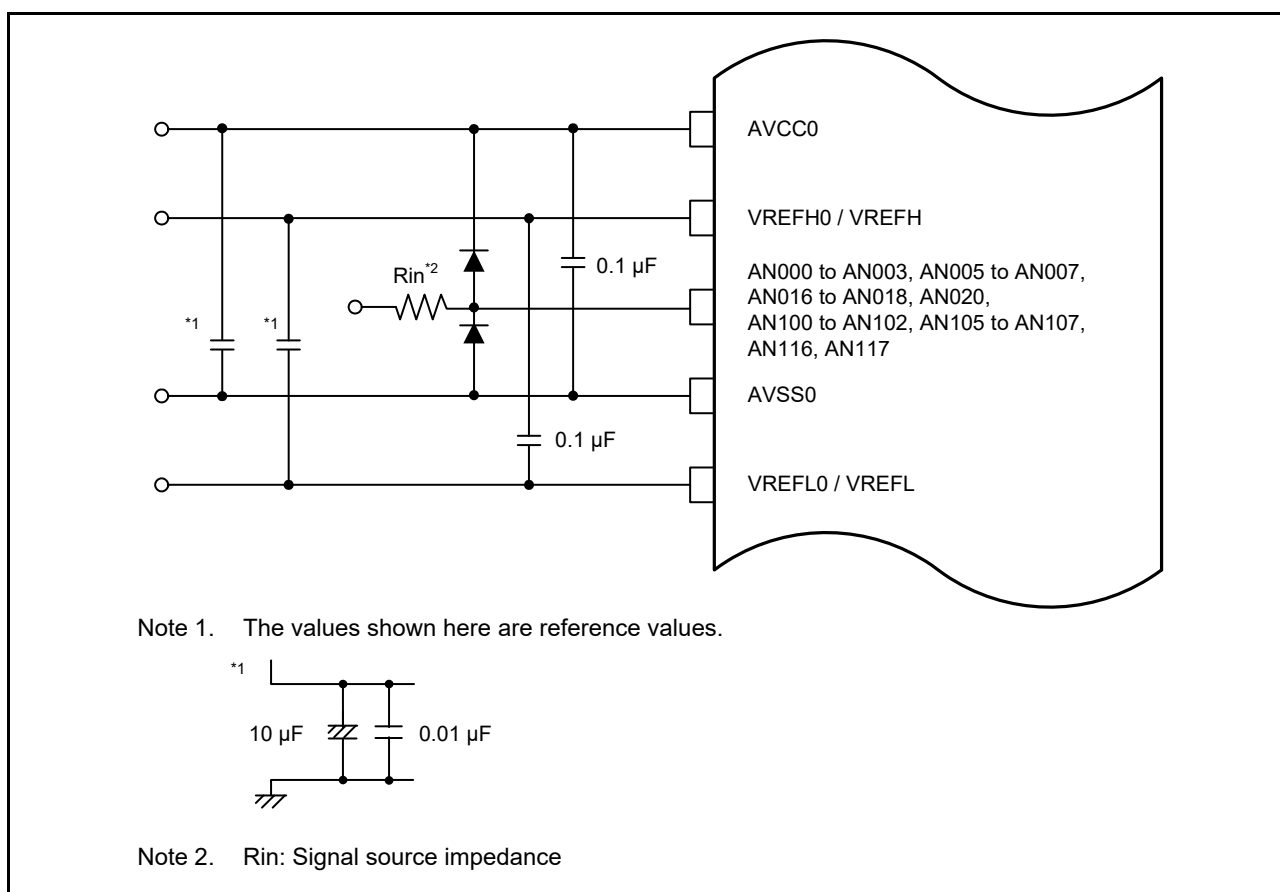 AVCC0
VREFH0 / VREFH
Rin*2
0.1 µF
AN000 to AN003, AN005 to AN007,
AN016 to AN018, AN020,
AN100 to AN102, AN105 to AN107,
AN116, AN117
*1
*1
AVSS0
0.1 µF
VREFL0 / VREFL
Note 1. The values shown here are reference values.
*1
10 µF
0.01 µF
Note 2. Rin: Signal source impedance